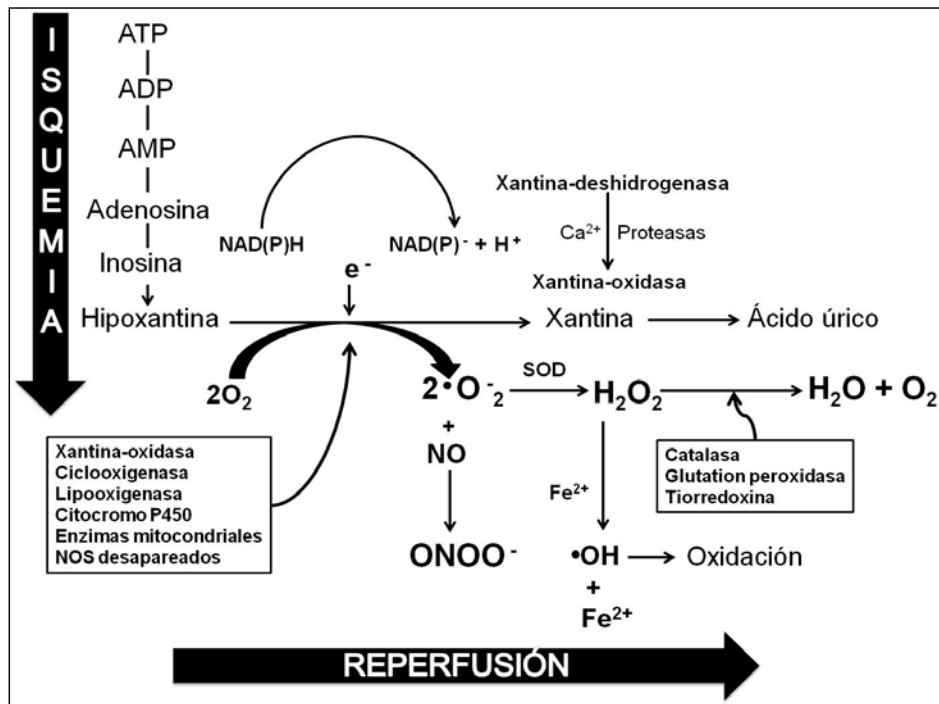 ISQUEMIA
ATP
ADP
AMP
Adenosina
Inosina
Hipoxantina
NAD(P)H
NAD(P)⁻ + H⁺
e⁻
Xantina-deshidrogenasa
Ca²⁺ Proteasas
Xantina-oxidasa
Xantina
Ácido úrico
2O₂
2•O⁻₂
SOD
H₂O₂
H₂O + O₂
+
NO
ONOO⁻
Fe²⁺
•OH
+
Fe²⁺
Oxidación
Xantina-oxidasa
Ciclooxigenasa
Lipooxigenasa
Citocromo P450
Enzimas mitocondriales
NOS desapareados
Catalasa
Glutation peroxidasa
Tiorredoxina
REPERFUSIÓN